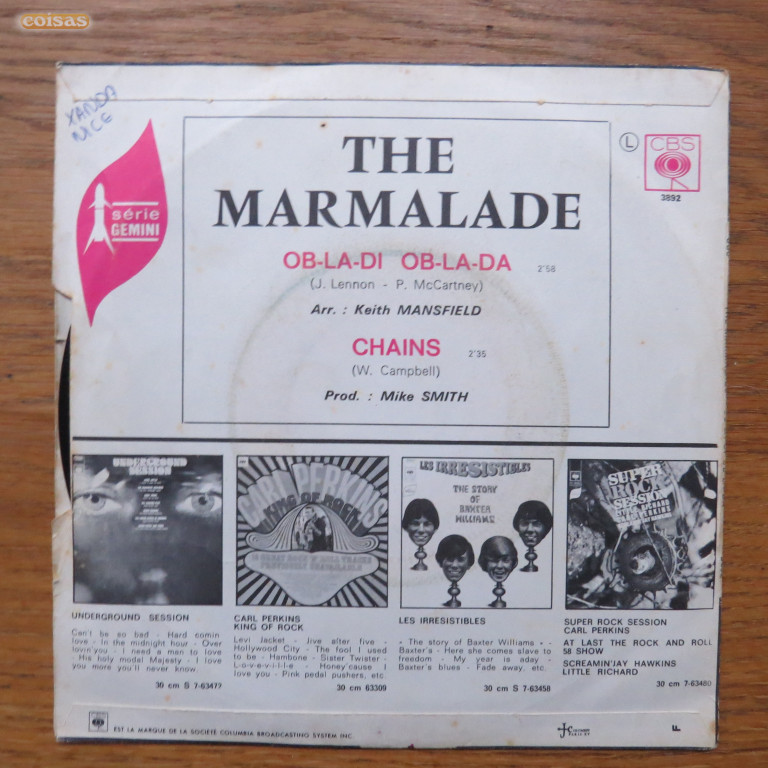 coisas
XANDA
NICE
série
GEMINI
THE
MARMALADE
OB-LA-DI OB-LA-DA 2'58
(J. Lennon - P. McCartney)
Arr. : Keith MANSFIELD
CHAINS 2'35
(W. Campbell)
Prod. : Mike SMITH
L
CBS
3892
UNDERGROUND
SESSION
CARL PERKINS
KING OF ROCK
LES IRRESISTIBLES
THE STORY
OF
BAXTER
WILLIAMS
SUPER
ROCK
SESSION
UNDERGROUND SESSION
Can't be so bad - Hard comin
love - In the midnight hour - Over
lovin'you - I need a men to love
- His holy modal Majesty - I love
you more you'll never know.
30 cm S 7-63477
CARL PERKINS
KING OF ROCK
Levi Jacket - Jive after five -
Hollywood City - The fool I used
to be - Hambone - Sister Twister -
L-o-v-e-v-i-l-l-e - Honey'cause I
love you - Pink pedal pushers, etc.
30 cm 63309
LES IRRESISTIBLES
« The story of Baxter Williams » -
Baxter's - Here she comes slave to
freedom - My year is aday -
Baxter's blues - Fade away, etc.
30 cm S 7-63458
SUPER ROCK SESSION
CARL PERKINS
AT LAST THE ROCK AND ROLL
58 SHOW
SCREAMIN'JAY HAWKINS
LITTLE RICHARD
30 cm S 7-63480
EST LA MARQUE DE LA SOCIÉTÉ COLUMBIA BROADCASTING SYSTEM INC.
F